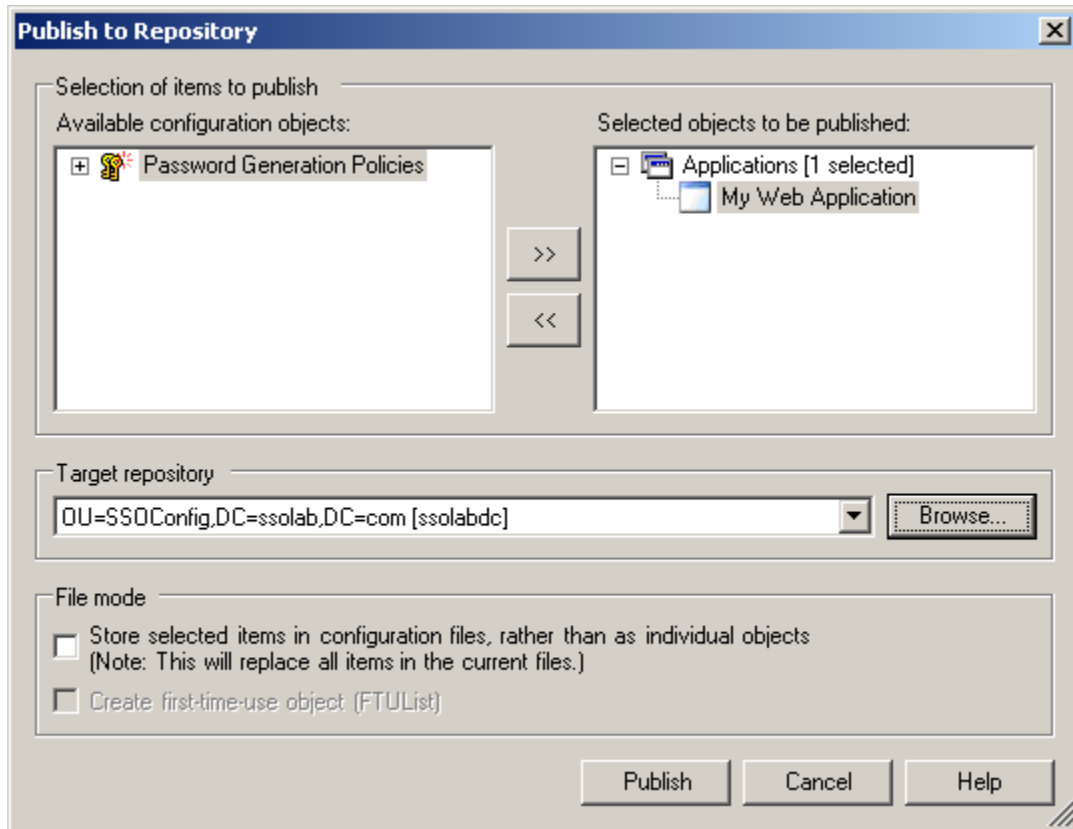 Publish to Repository
Selection of items to publish
Available configuration objects:
Selected objects to be published:
Password Generation Policies
Applications [1 selected]
My Web Application
>>
<<
Target repository
OU=SSOConfig,DC=ssolab,DC=com [ssolabdc]
Browse...
File mode
Store selected items in configuration files, rather than as individual objects
(Note: This will replace all items in the current files.)
Create first-time-use object (FTUList)
Publish
Cancel
Help